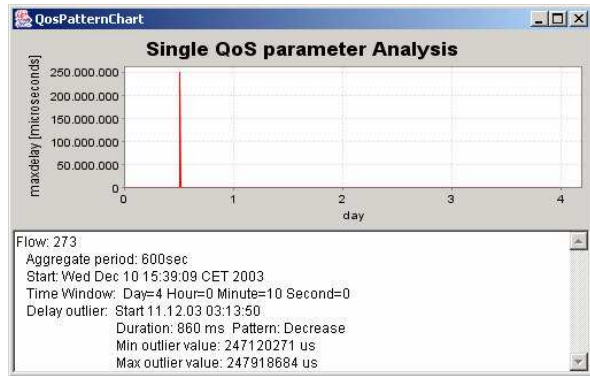 QosPatternChart
Single QoS parameter Analysis
maxdelay [microseconds]
250.000.000
200.000.000
150.000.000
100.000.000
50.000.000
0
0 1 2 3 4
day
Flow: 273
Aggregate period: 600sec
Start: Wed Dec 10 15:39:09 CET 2003
Time Window: Day=4 Hour=0 Minute=10 Second=0
Delay outlier: Start 11.12.03 03:13:50
Duration: 860 ms Pattern: Decrease
Min outlier value: 247120271 us
Max outlier value: 247918684 us